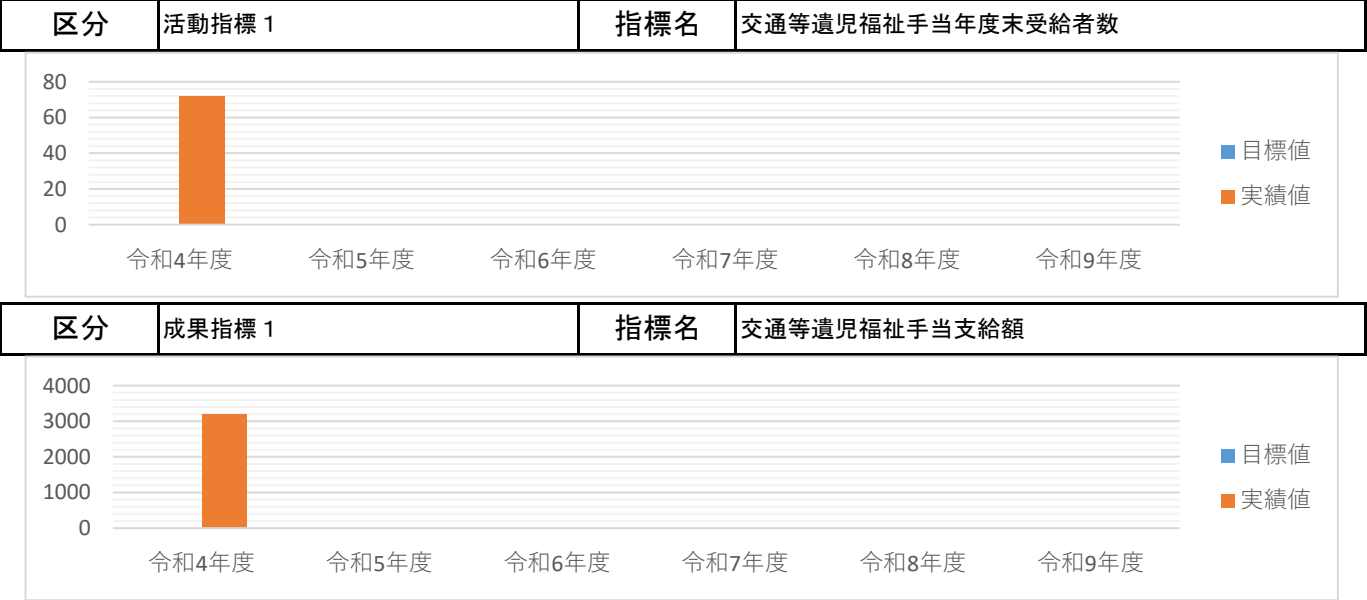 区分 活動指標１ 指標名 交通等遺児福祉手当年度末受給者数
80
60
40
20
0
目標値
実績値
令和4年度 令和5年度 令和6年度 令和7年度 令和8年度 令和9年度
区分 成果指標１ 指標名 交通等遺児福祉手当支給額
4000
3000
2000
1000
0
目標値
実績値
令和4年度 令和5年度 令和6年度 令和7年度 令和8年度 令和9年度